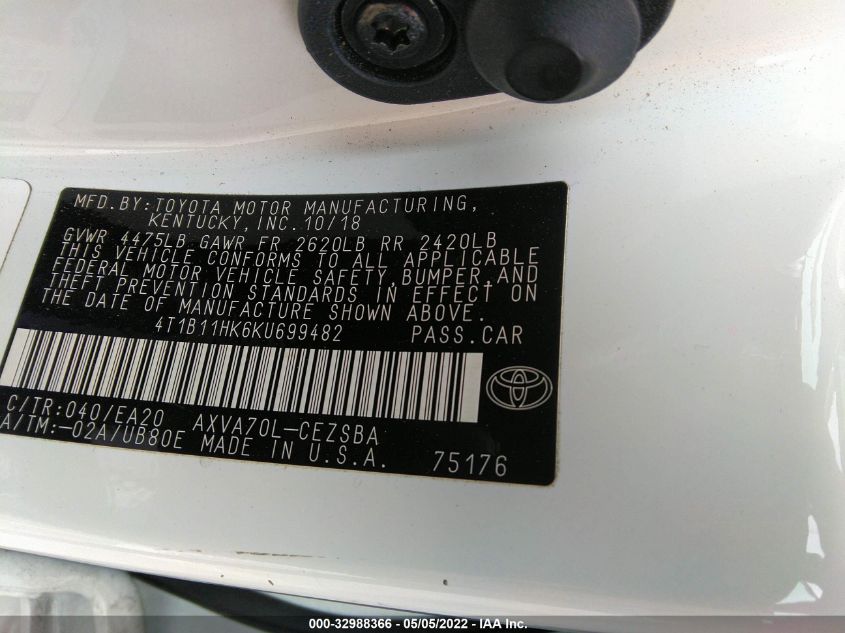 MFD.BY:TOYOTA MOTOR MANUFACTURING,
KENTUCKY,INC.10/18
GVWR 4475LB GAWR FR 2620LB RR 2420LB
THIS VEHICLE CONFORMS TO ALL APPLICABLE
FEDERAL MOTOR VEHICLE SAFETY,BUMPER,AND
THEFT PREVENTION STANDARDS IN EFFECT ON
THE DATE OF MANUFACTURE SHOWN ABOVE.
4T1B11HK6KU699482 PASS.CAR
C/TR:040/EA20 AXVA70L-CEZSBA
A/TM:-02A/UB80E MADE IN U.S.A. 75176
000-32988366 - 05/05/2022 - IAA Inc.